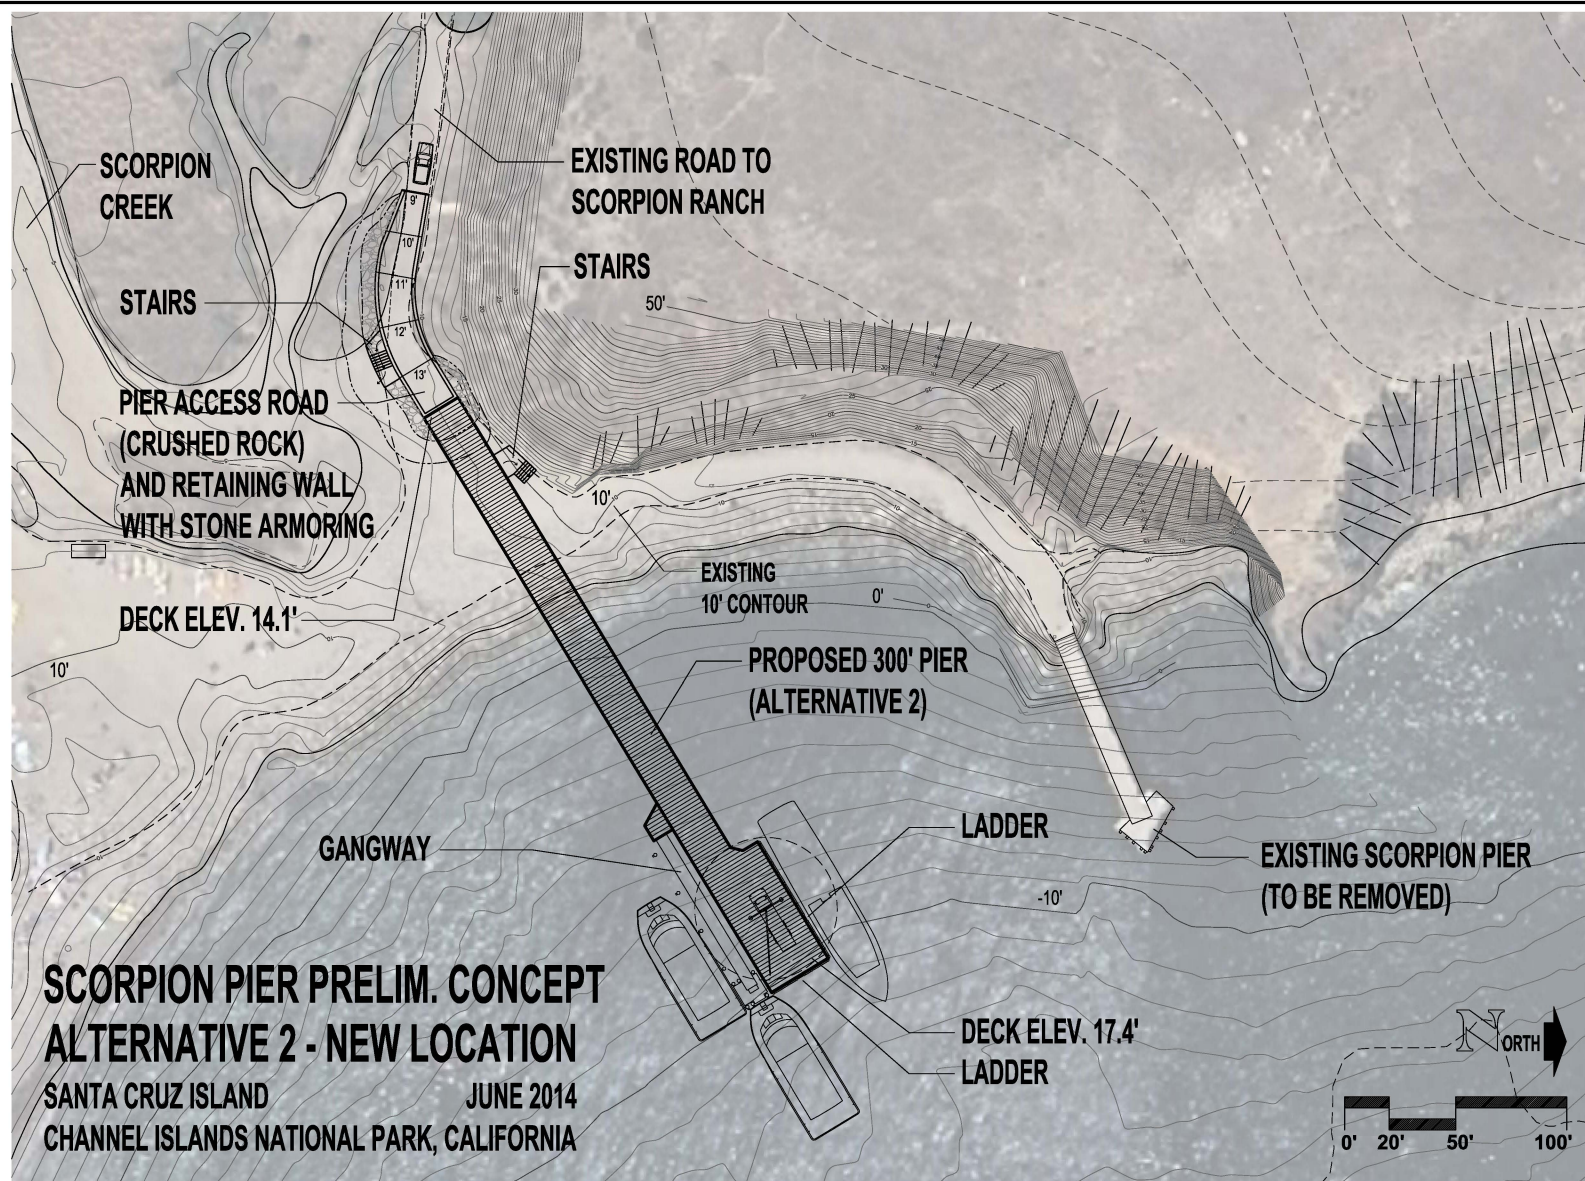 SCORPION
CREEK
EXISTING ROAD TO
SCORPION RANCH
9'
10'
11'
12'
13'
STAIRS
STAIRS
50'
PIER ACCESS ROAD
(CRUSHED ROCK)
AND RETAINING WALL
WITH STONE ARMORING
10'
EXISTING
10' CONTOUR
0'
DECK ELEV. 14.1'
10'
PROPOSED 300' PIER
(ALTERNATIVE 2)
GANGWAY
LADDER
EXISTING SCORPION PIER
(TO BE REMOVED)
-10'
SCORPION PIER PRELIM. CONCEPT
ALTERNATIVE 2 - NEW LOCATION
SANTA CRUZ ISLAND JUNE 2014
CHANNEL ISLANDS NATIONAL PARK, CALIFORNIA
DECK ELEV. 17.4'
LADDER
NORTH
0' 20' 50' 100'